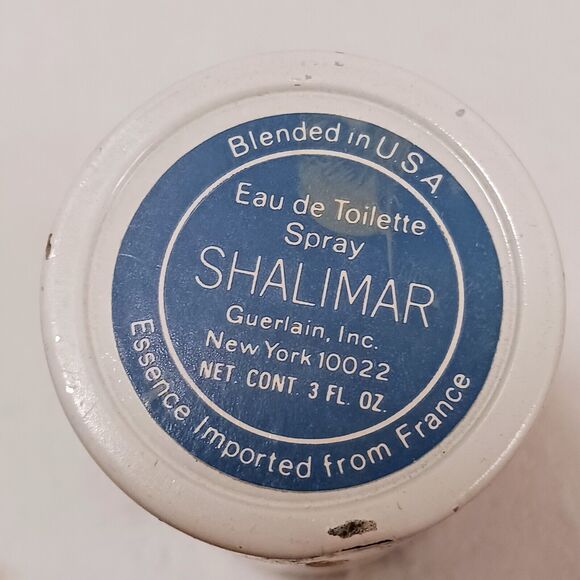 Blended in U.S.A.
Eau de Toilette
Spray
SHALIMAR
Guerlain, Inc.
New York 10022
NET. CONT. 3 FL. OZ.
Essence Imported from France